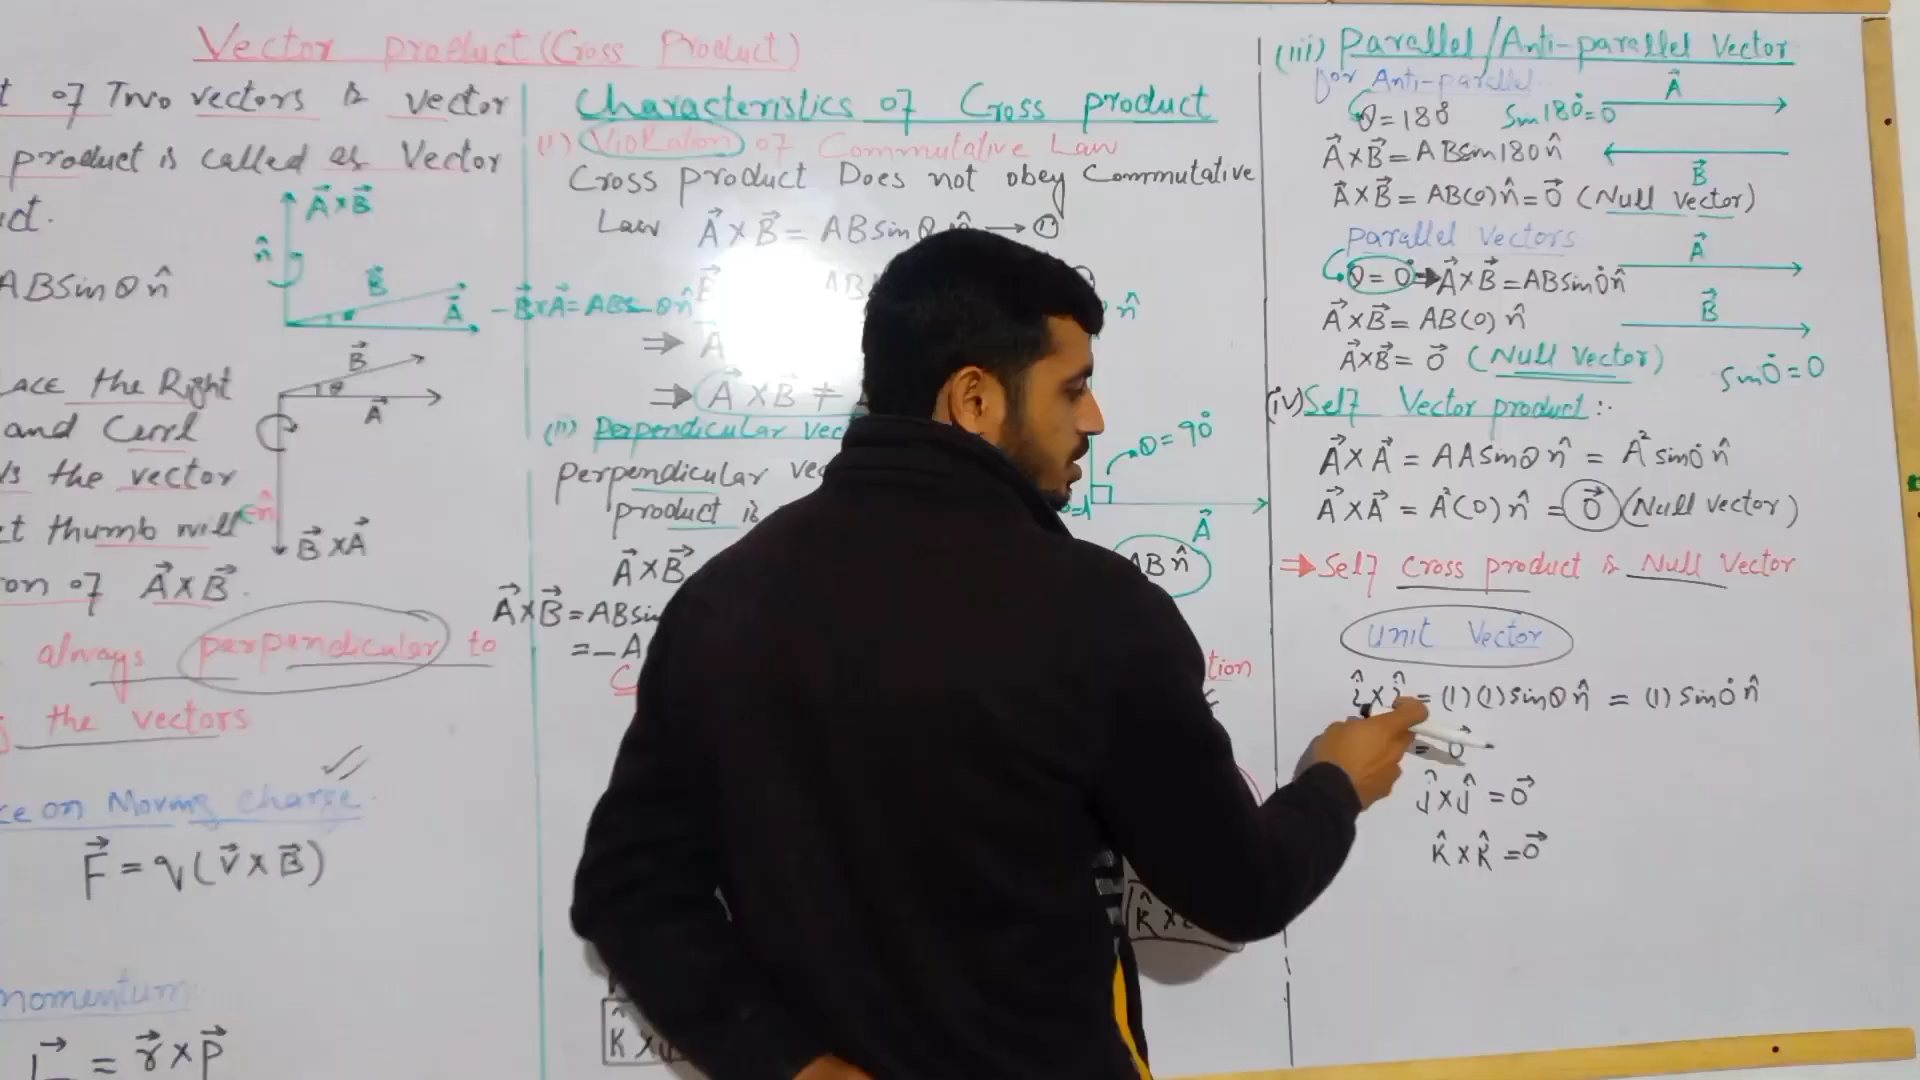 Vector product (Cross Product)
t of Two vectors is vector
product is called as Vector
ct.
A⃗ × B⃗
n̂
B⃗
A⃗
ABsinθ n̂
B⃗
θ
A⃗
ace the Right
and Curl
s the vector
t thumb will
n̂
B⃗ × A⃗
on of A⃗ × B⃗.
always perpendicular to
the vectors
ce on Moving charge.
F⃗ = q(v⃗ × B⃗)
momentum
L⃗ = r⃗ × p⃗
Characteristics of Cross product
(i) Violation of Commutative Law
Cross product Does not obey Commutative
Law A⃗ × B⃗ = ABsinθ n̂ → ①
B⃗ AB
- B⃗ × A⃗ = ABsinθ n̂
n̂
⇒ A
⇒ A⃗ × B⃗ ≠
(ii) Perpendicular vec
θ = 90°
perpendicular vec
product is
=1
A⃗
A⃗ × B⃗
AB n̂
A⃗ × B⃗ = ABsin
= - A
tion
k̂ ×
k̂ ×
(iii) Parallel/Anti-parallel Vector
for Anti-parallel
A⃗
θ = 180° Sin180° = 0
A⃗ × B⃗ = ABsin180 n̂
B⃗
A⃗ × B⃗ = AB(0) n̂ = 0⃗ (Null vector)
parallel vectors
A⃗
θ = 0° → A⃗ × B⃗ = ABsin0° n̂
B⃗
A⃗ × B⃗ = AB(0) n̂
A⃗ × B⃗ = 0⃗ (Null vector)
sin0° = 0
(iv) Self Vector product :-
A⃗ × A⃗ = AAsinθ n̂ = A² sin0° n̂
A⃗ × A⃗ = A²(0) n̂ = 0⃗ (Null vector)
⇒ Self Cross product is Null Vector
Unit Vector
î × î = (1)(1)sinθ n̂ = (1) sin0° n̂
= 0⃗
ĵ × ĵ = 0⃗
k̂ × k̂ = 0⃗